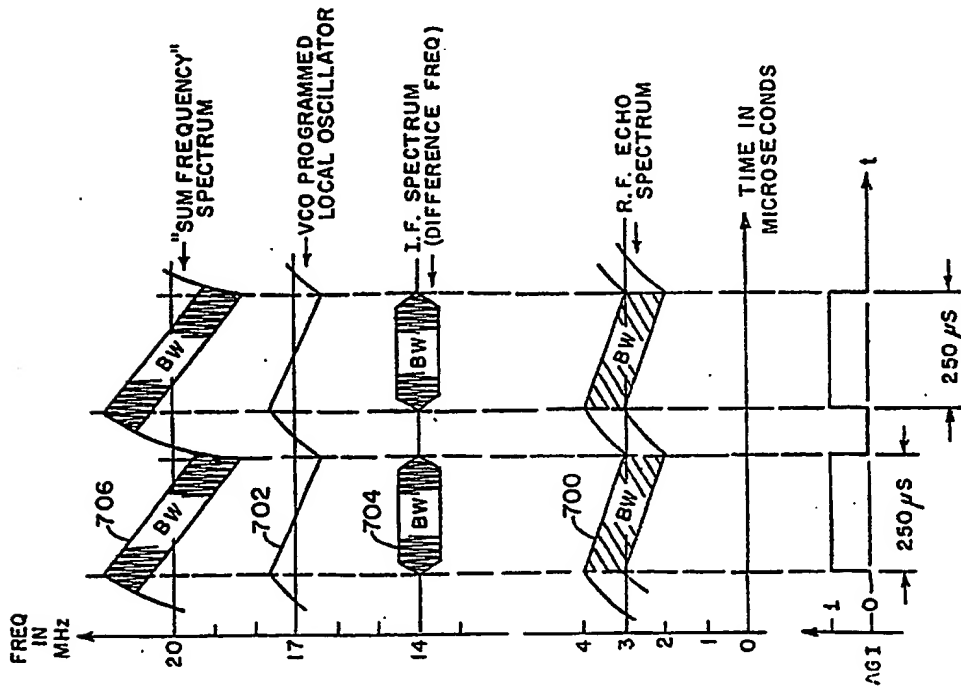 FREQ
IN
MHz
20
17
14
4
3
2
1
0
AGI
1
0
706
BW
BW
"SUM FREQUENCY"
SPECTRUM
702
VCO PROGRAMMED
LOCAL OSCILLATOR
704
BW
BW
I.F. SPECTRUM
(DIFFERENCE FREQ)
700
BW
BW
R.F. ECHO
SPECTRUM
TIME IN
MICROSECONDS
t
250 µS
250 µS